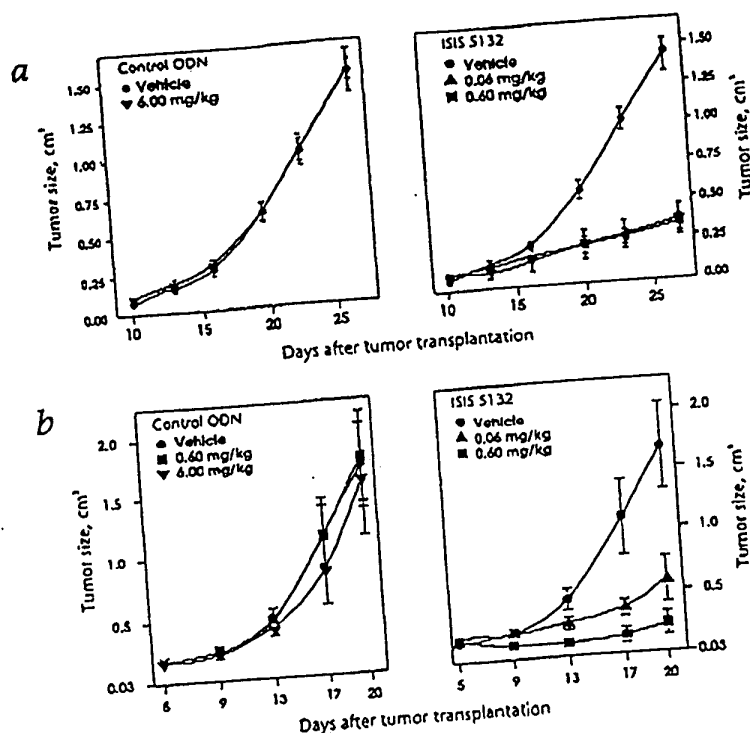 a
Control ODN
Vehicle
6.00 mg/kg
Tumor size, cm³
1.50
1.25
1.00
0.75
0.50
0.25
0.00
10
15
20
25
ISIS 5132
Vehicle
0.06 mg/kg
0.60 mg/kg
1.50
1.25
1.00
0.75
0.50
0.25
0.00
Tumor size, cm³
10
15
20
25
Days after tumor transplantation
b
Control ODN
Vehicle
0.60 mg/kg
6.00 mg/kg
Tumor size, cm³
2.0
1.5
1.0
0.5
0.03
6
9
13
17
20
ISIS 5132
Vehicle
0.06 mg/kg
0.60 mg/kg
2.0
1.5
1.0
0.5
0.03
Tumor size, cm³
5
9
13
17
20
Days after tumor transplantation